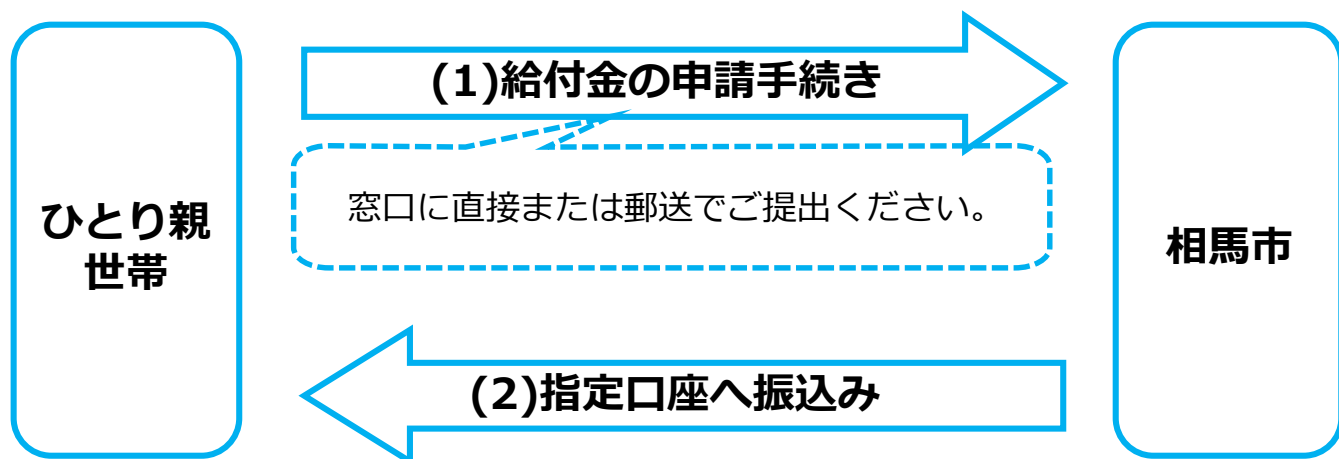 (1)給付金の申請手続き
窓口に直接または郵送でご提出ください。
ひとり親
世帯
相馬市
(2)指定口座へ振込み